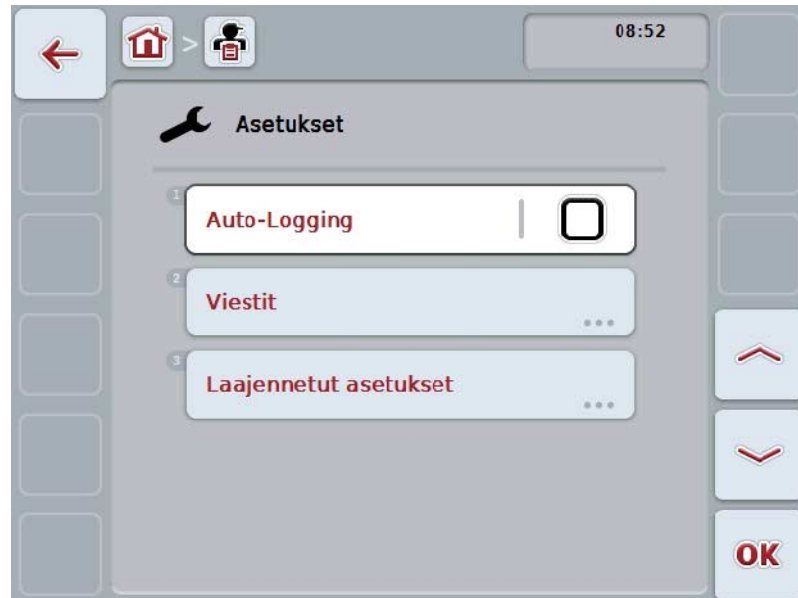 >
08:52
Asetukset
1
Auto-Logging
2
Viestit
...
3
Laajennetut asetukset
...
OK